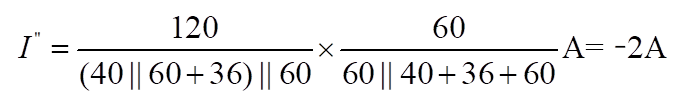 I" = 120 / ((40 || 60 + 36) || 60) × 60 / (60 || 40 + 36 + 60) A= -2A